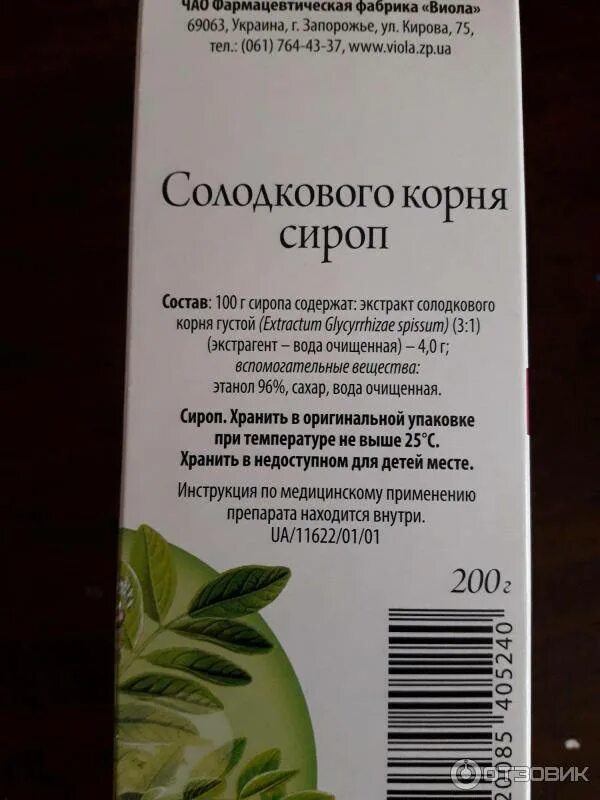 ЧАО Фармацевтическая фабрика «Виола»
69063, Украина, г. Запорожье, ул. Кирова, 75,
тел.: (061) 764-43-37, www.viola.zp.ua
Солодкового корня
сироп
Состав: 100 г сиропа содержат: экстракт солодкового
корня густой (Extractum Glycyrrhizae spissum) (3:1)
(экстрагент – вода очищенная) – 4,0 г;
вспомогательные вещества:
этанол 96%, сахар, вода очищенная.
Сироп. Хранить в оригинальной упаковке
при температуре не выше 25°С.
Хранить в недоступном для детей месте.
Инструкция по медицинскому применению
препарата находится внутри.
UA/11622/01/01
200 г
20085 405240
ОТЗОВИК